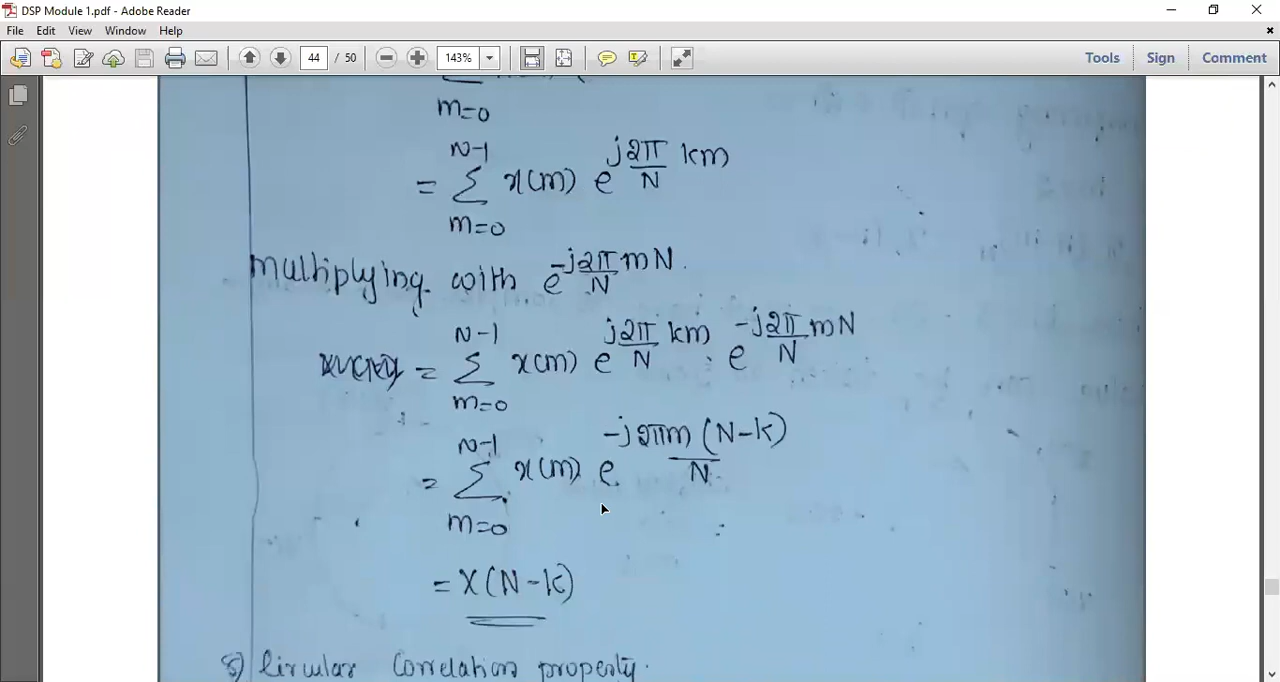 DSP Module 1.pdf - Adobe Reader
File Edit View Window Help
44 / 50 143% Tools Sign Comment
m=0
= N-1 Σ m=0 x(m) e^{j2π/N km}
multiplying with e^{-j2π/N mN}.
= N-1 Σ m=0 x(m) e^{j2π/N km} . e^{-j2π/N mN}
= N-1 Σ m=0 x(m) e^{-j2πm(N-k)/N}
= X(N-k)
8) Circular Correlation property.